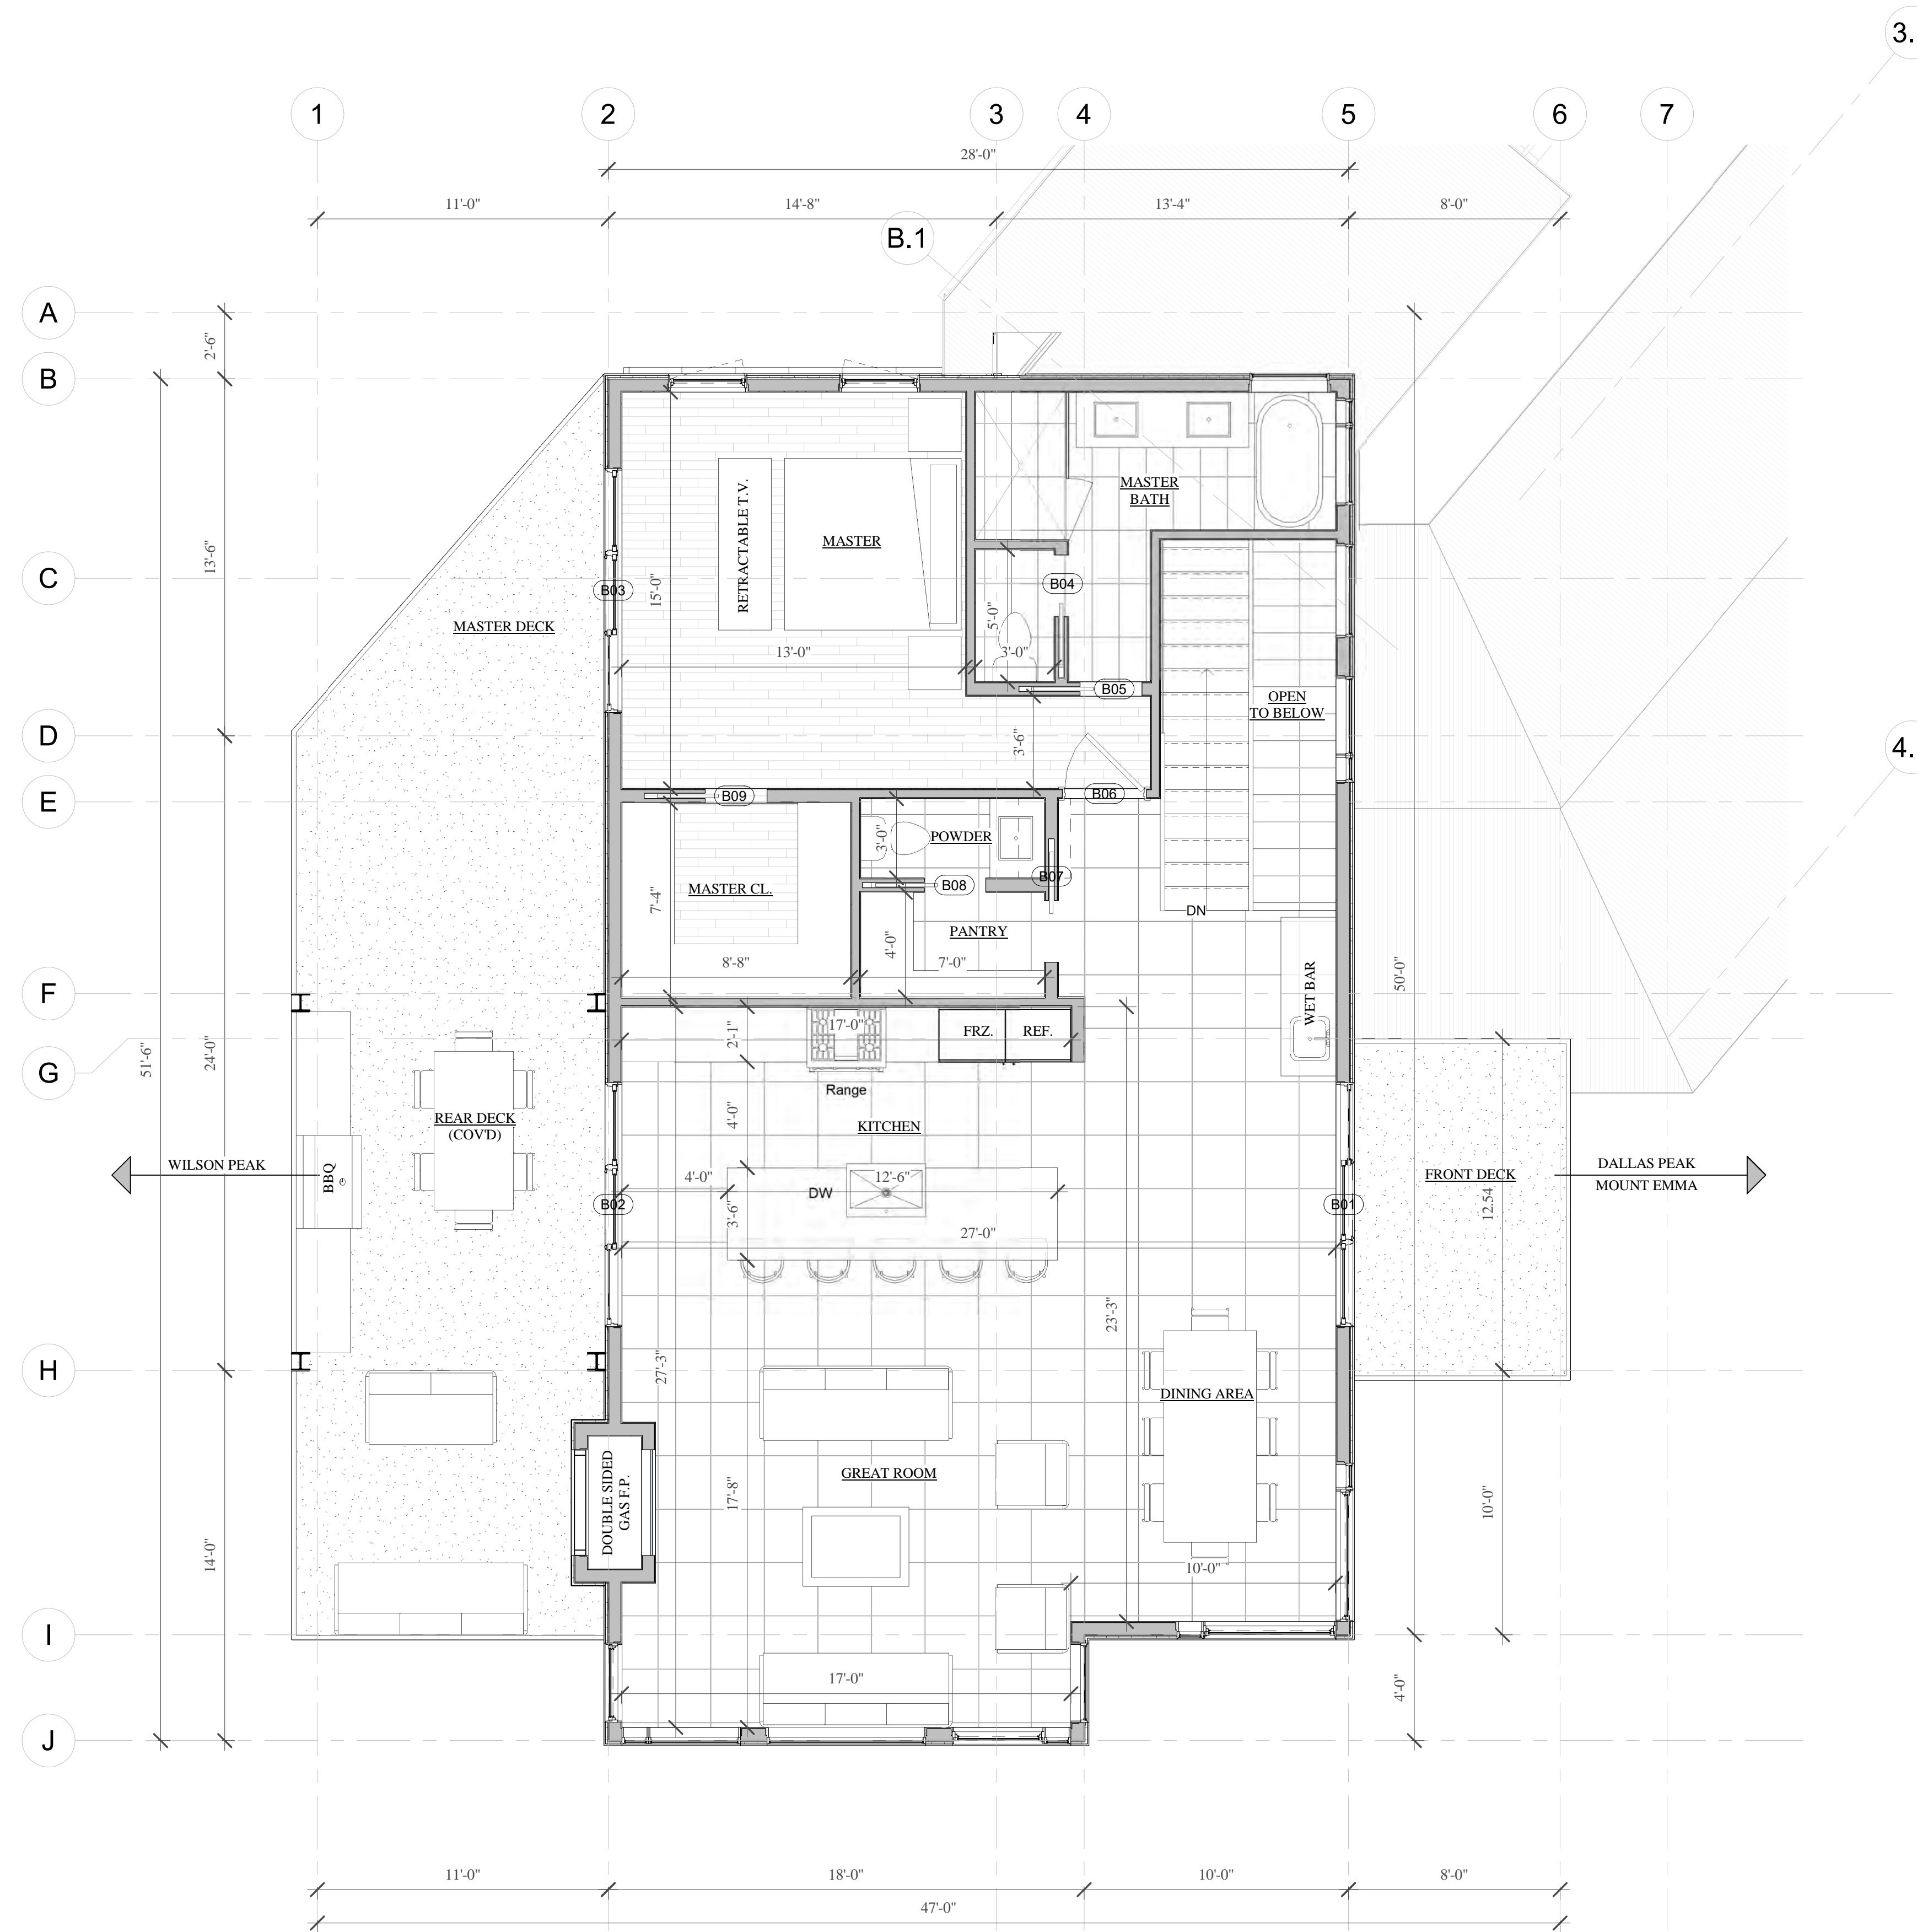 3.
1
2
3
4
5
6
7
28'-0"
11'-0"
14'-8"
13'-4"
8'-0"
B.1
A
2'-6"
B
MASTER
BATH
RETRACTABLE T.V.
MASTER
13'-6"
C
B03
B04
15'-0"
5'-0"
MASTER DECK
13'-0"
3'-0"
B05
OPEN
TO BELOW
D
3'-6"
4.
E
B09
B06
3'-0"
POWDER
B07
B08
MASTER CL.
7'-4"
DN
PANTRY
4'-0"
8'-8"
7'-0"
50'-0"
F
WET BAR
17'-0"
FRZ.
REF.
2'-1"
51'-6"
24'-0"
G
Range
REAR DECK
(COV'D)
4'-0"
KITCHEN
WILSON PEAK
BBQ
4'-0"
12'-6"
DW
FRONT DECK
DALLAS PEAK
MOUNT EMMA
B02
B01
3'-6"
12.54
27'-0"
23'-3"
27'-3"
H
DINING AREA
GREAT ROOM
17'-8"
DOUBLE SIDED
GAS F.P.
10'-0"
14'-0"
10'-0"
I
17'-0"
4'-0"
J
11'-0"
18'-0"
10'-0"
8'-0"
47'-0"